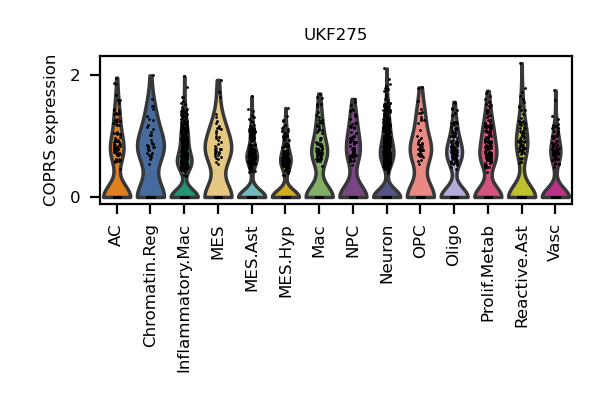 UKF275
COPRS expression
2
0
AC
Chromatin.Reg
Inflammatory.Mac
MES
MES.Ast
MES.Hyp
Mac
NPC
Neuron
OPC
Oligo
Prolif.Metab
Reactive.Ast
Vasc